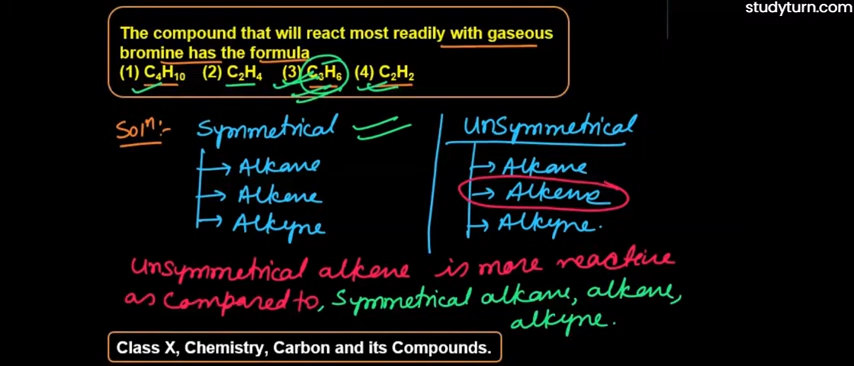 studyturn.com
The compound that will react most readily with gaseous
bromine has the formula
(1) C₄H₁₀ (2) C₂H₄ (3) C₃H₆ (4) C₂H₂
Solⁿ:- Symmetrical
→ Alkane
→ Alkene
→ Alkyne
UnSymmetrical
→ Alkane
→ Alkene
→ Alkyne.
Unsymmetrical alkene is more reactive
as compared to, Symmetrical alkane, alkene,
alkyne.
Class X, Chemistry, Carbon and its Compounds.